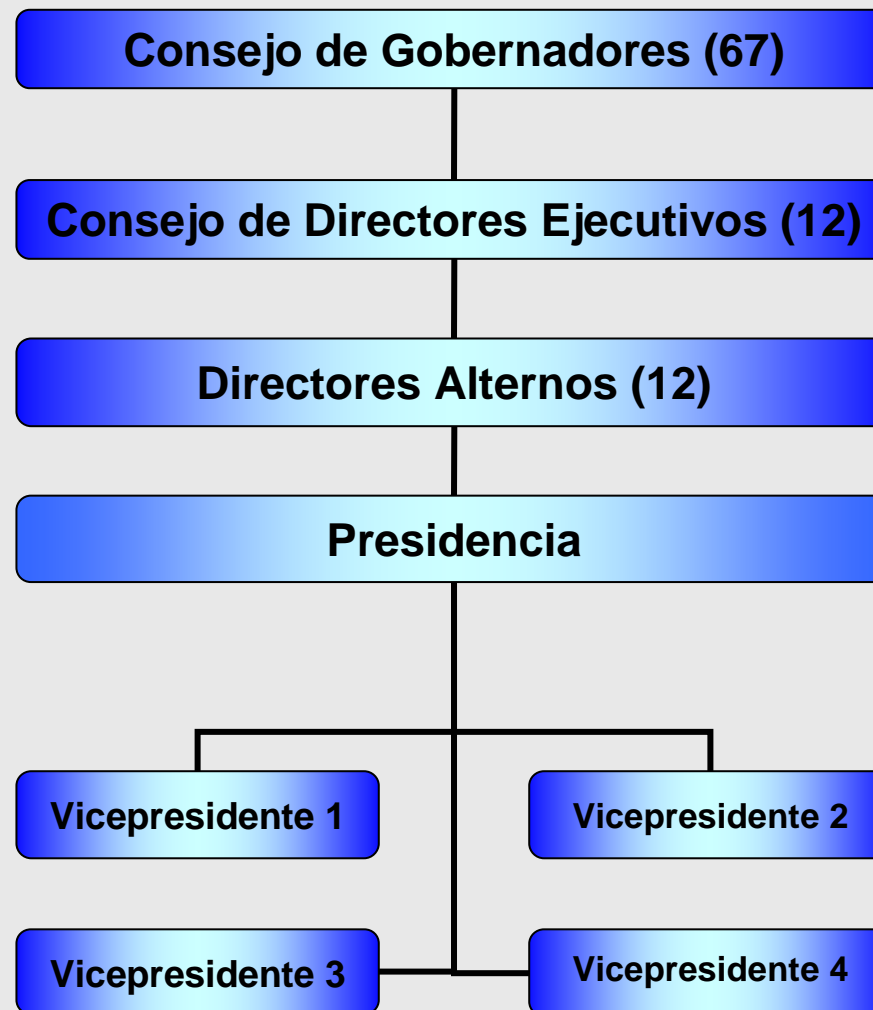 Consejo de Gobernadores (67)
Consejo de Directores Ejecutivos (12)
Directores Alternos (12)
Presidencia
Vicepresidente 1
Vicepresidente 2
Vicepresidente 3
Vicepresidente 4